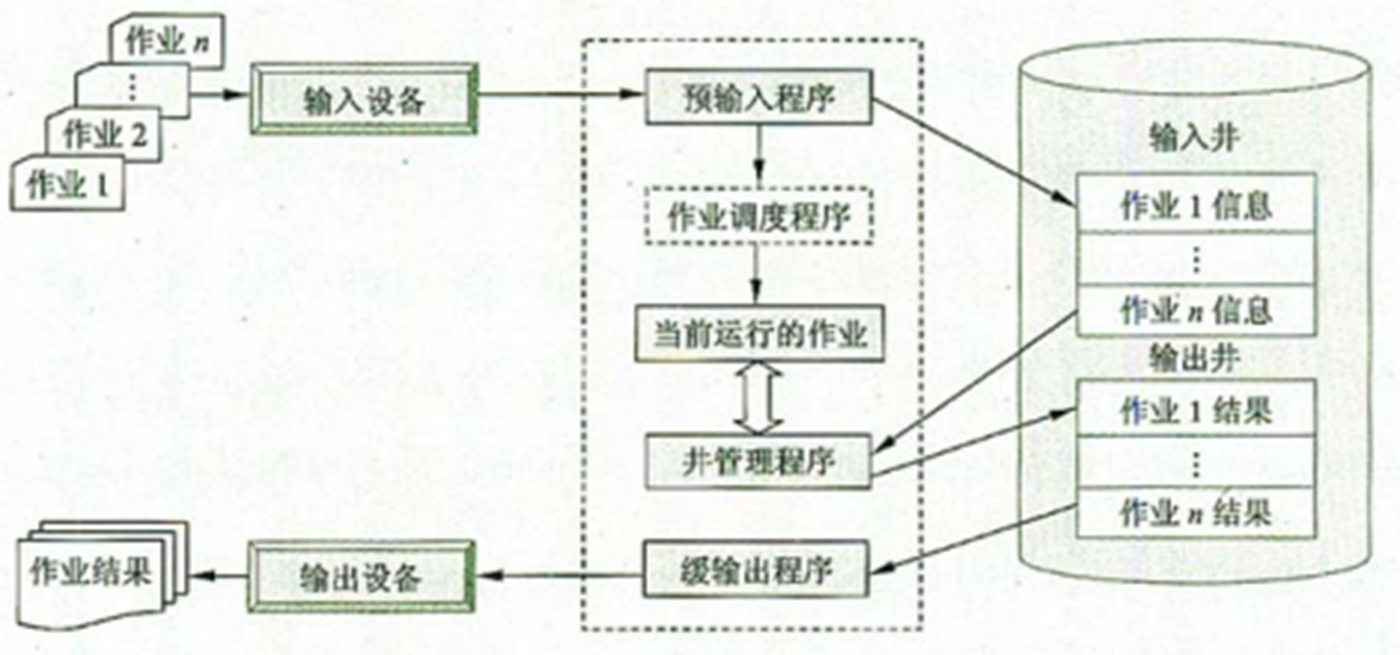 作业 n
⋮
作业 2
作业 1
输入设备
预输入程序
作业调度程序
当前运行的作业
井管理程序
缓输出程序
输出设备
作业结果
输入井
作业 1 信息
⋮
作业 n 信息
输出井
作业 1 结果
⋮
作业 n 结果